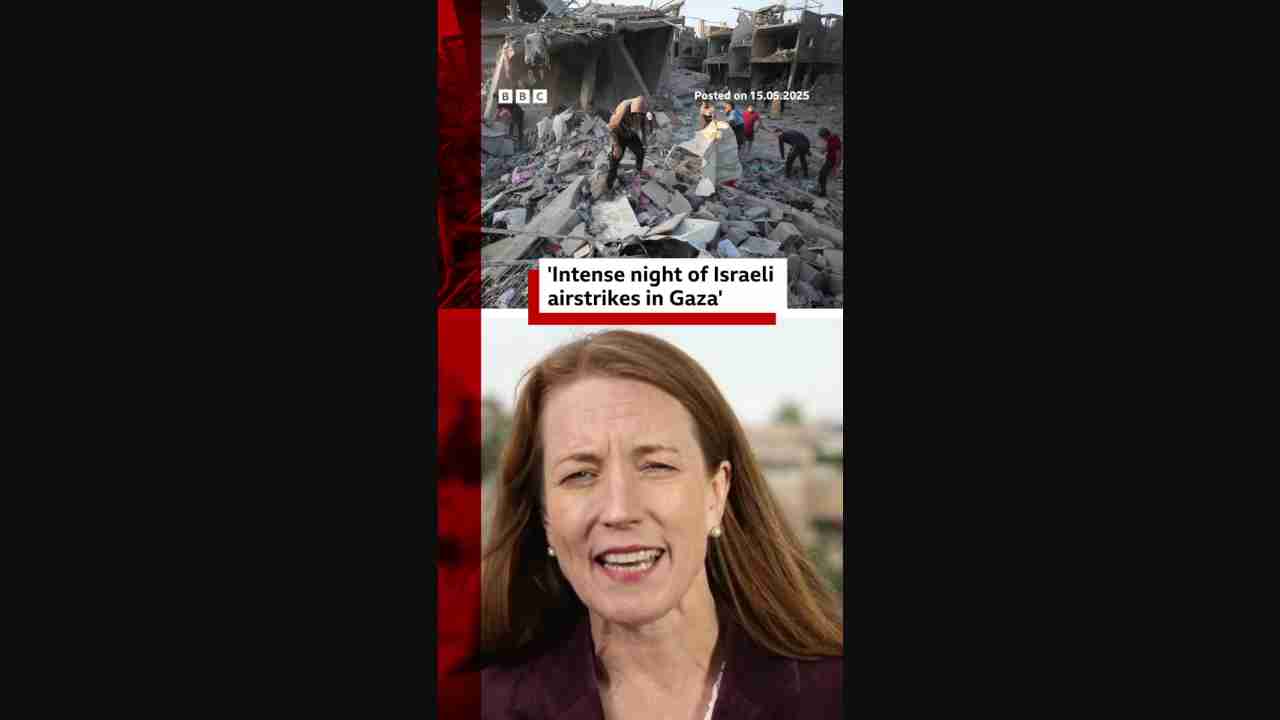 BBC
Posted on 15.05.2025
'Intense night of Israeli
airstrikes in Gaza'